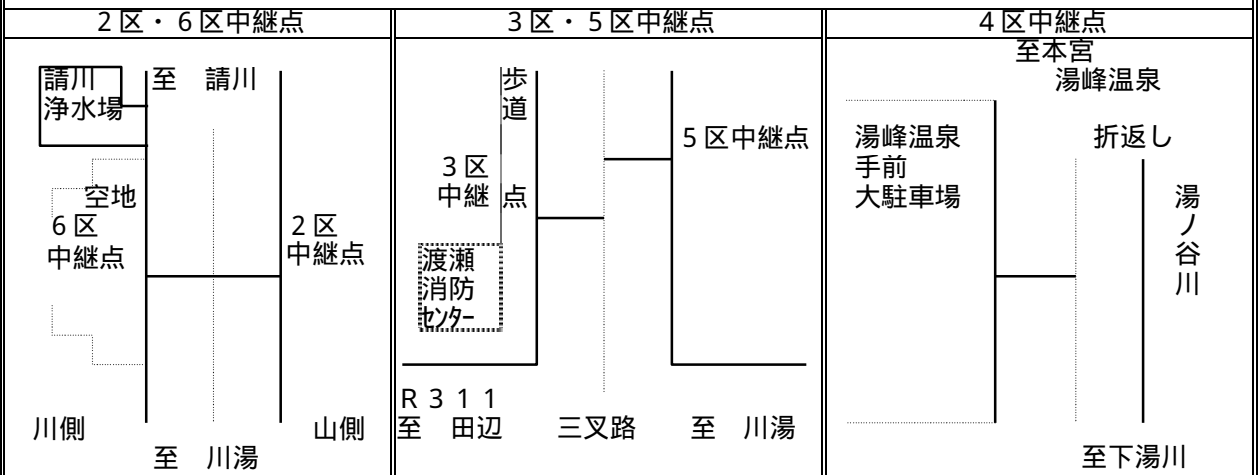 ２区・６区中継点
請川
浄水場
至　請川
空地
６区
中継点
２区
中継点
川側
山側
至　川湯
３区・５区中継点
歩
道
５区中継点
３区
中継　点
渡瀬
消防
ｾﾝﾀｰ
Ｒ３１１
至　田辺
三叉路
至　川湯
４区中継点
至本宮
湯峰温泉
湯峰温泉
手前
大駐車場
折返し
湯
ノ
谷
川
至下湯川